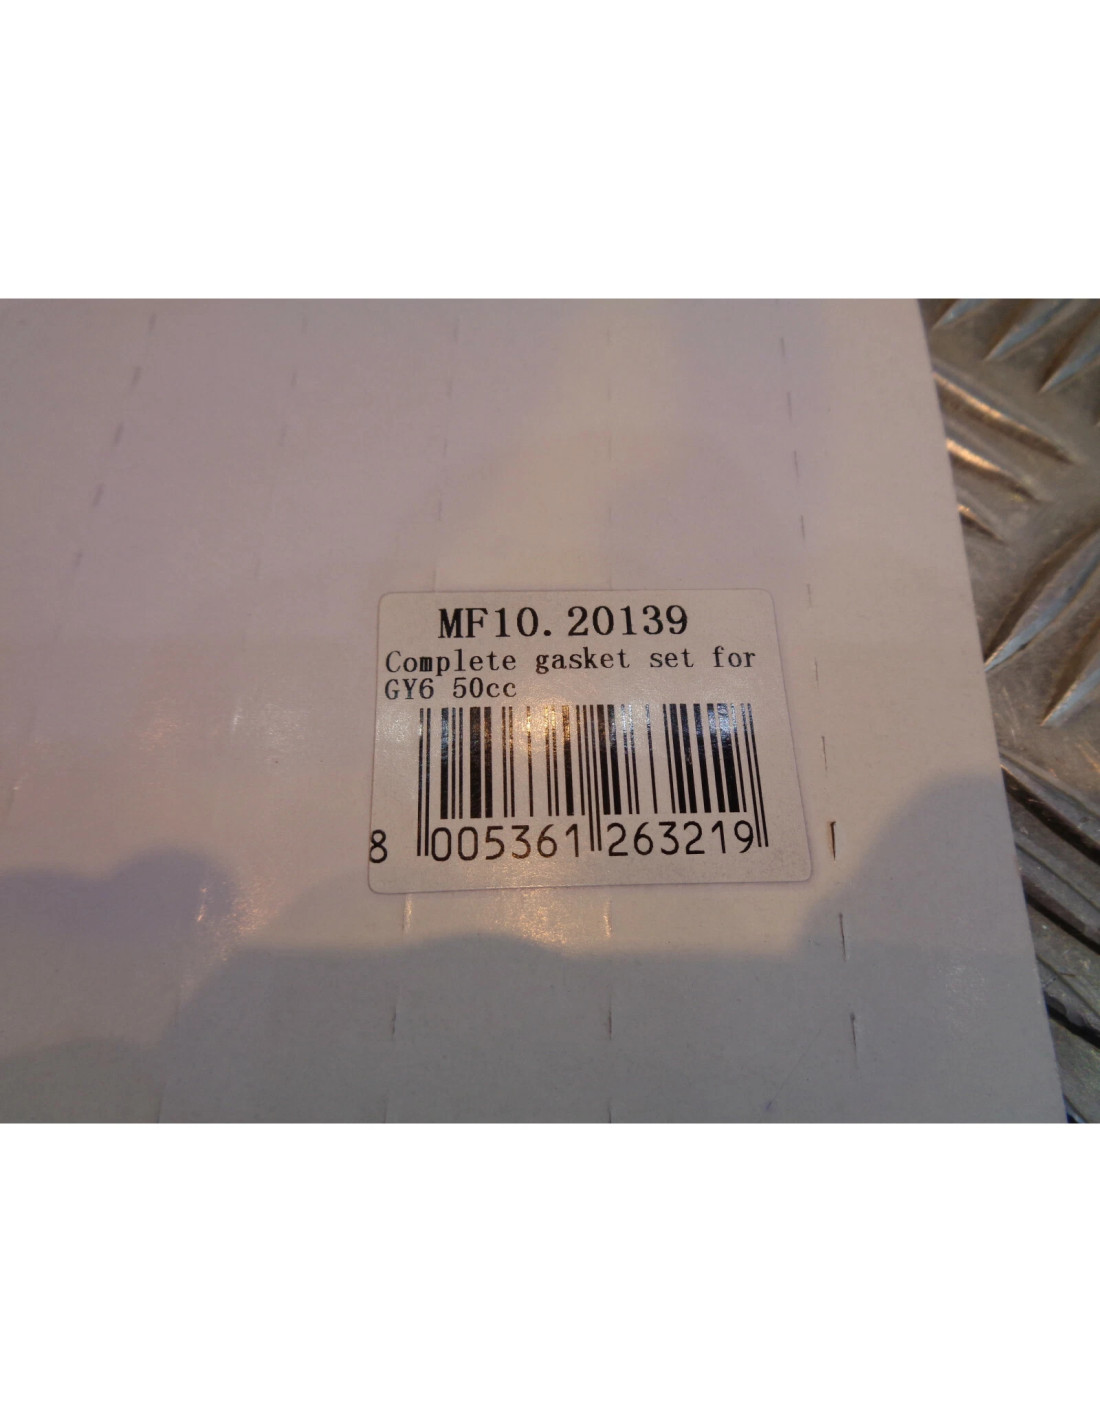 MF10. 20139
Complete gasket set for
GY6 50cc
8 005361 263219